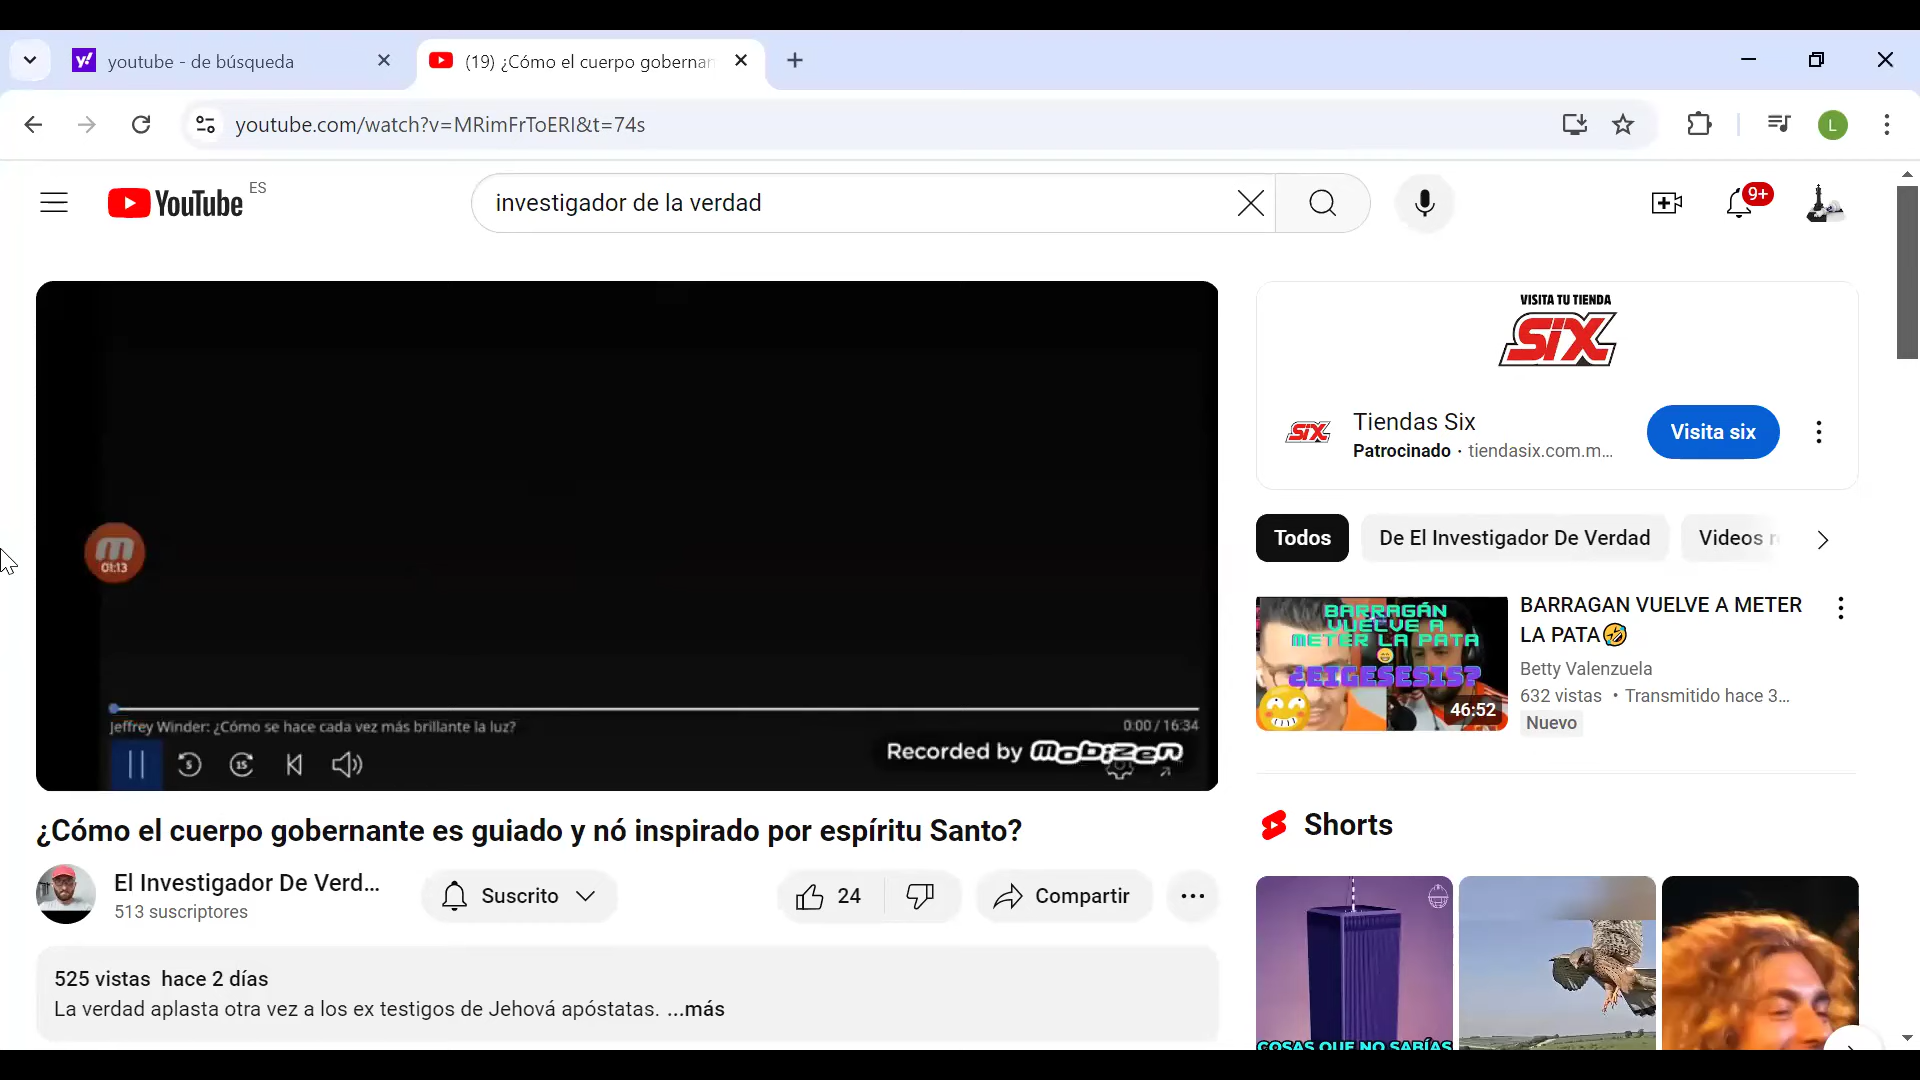 youtube - de búsqueda
(19) ¿Cómo el cuerpo gobernan
youtube.com/watch?v=MRimFrToERI&t=74s
L
YouTube
ES
investigador de la verdad
9+
VISITA TU TIENDA
SIX
SIX
Tiendas Six
Patrocinado · tiendasix.com.m...
Visita six
m
01:13
Jeffrey Winder: ¿Cómo se hace cada vez más brillante la luz?
0:00 / 16:34
5
15
Recorded by mobizen
¿Cómo el cuerpo gobernante es guiado y nó inspirado por espíritu Santo?
El Investigador De Verd...
513 suscriptores
Suscrito
24
Compartir
525 vistas hace 2 días
La verdad aplasta otra vez a los ex testigos de Jehová apóstatas. ...más
Todos
De El Investigador De Verdad
Videos
BARRAGÁN
VUELVE A
METER LA PATA
¿EIGESESIS?
46:52
BARRAGAN VUELVE A METER
LA PATA🤣
Betty Valenzuela
632 vistas • Transmitido hace 3...
Nuevo
Shorts
COSAS QUE NO SABÍAS